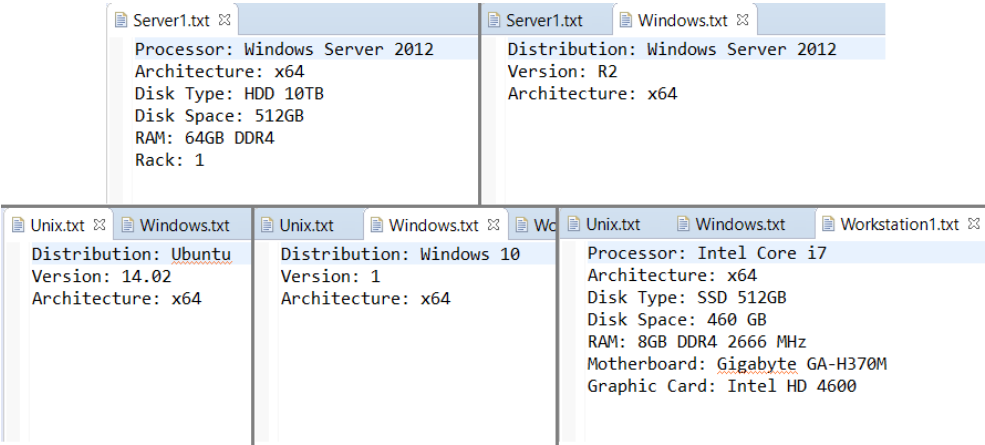 Server1.txt
Processor: Windows Server 2012
Architecture: x64
Disk Type: HDD 10TB
Disk Space: 512GB
RAM: 64GB DDR4
Rack: 1
Server1.txt Windows.txt
Distribution: Windows Server 2012
Version: R2
Architecture: x64
Unix.txt Windows.txt
Distribution: Ubuntu
Version: 14.02
Architecture: x64
Unix.txt Windows.txt Wo
Distribution: Windows 10
Version: 1
Architecture: x64
Unix.txt Windows.txt Workstation1.txt
Processor: Intel Core i7
Architecture: x64
Disk Type: SSD 512GB
Disk Space: 460 GB
RAM: 8GB DDR4 2666 MHz
Motherboard: Gigabyte GA-H370M
Graphic Card: Intel HD 4600